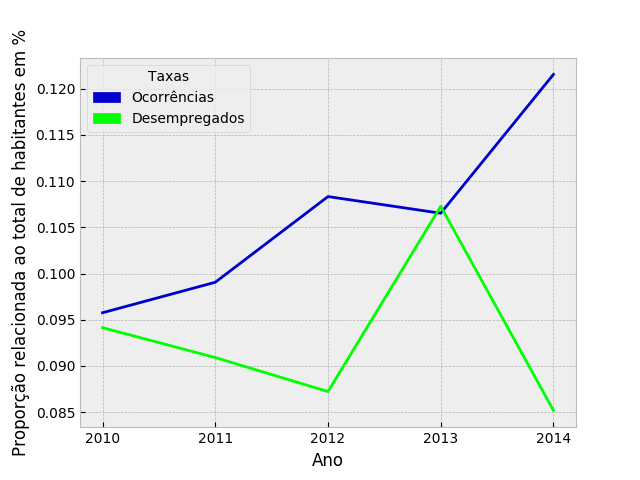 Proporção relacionada ao total de habitantes em %
Taxas
Ocorrências
Desempregados
0.120
0.115
0.110
0.105
0.100
0.095
0.090
0.085
2010 2011 2012 2013 2014
Ano